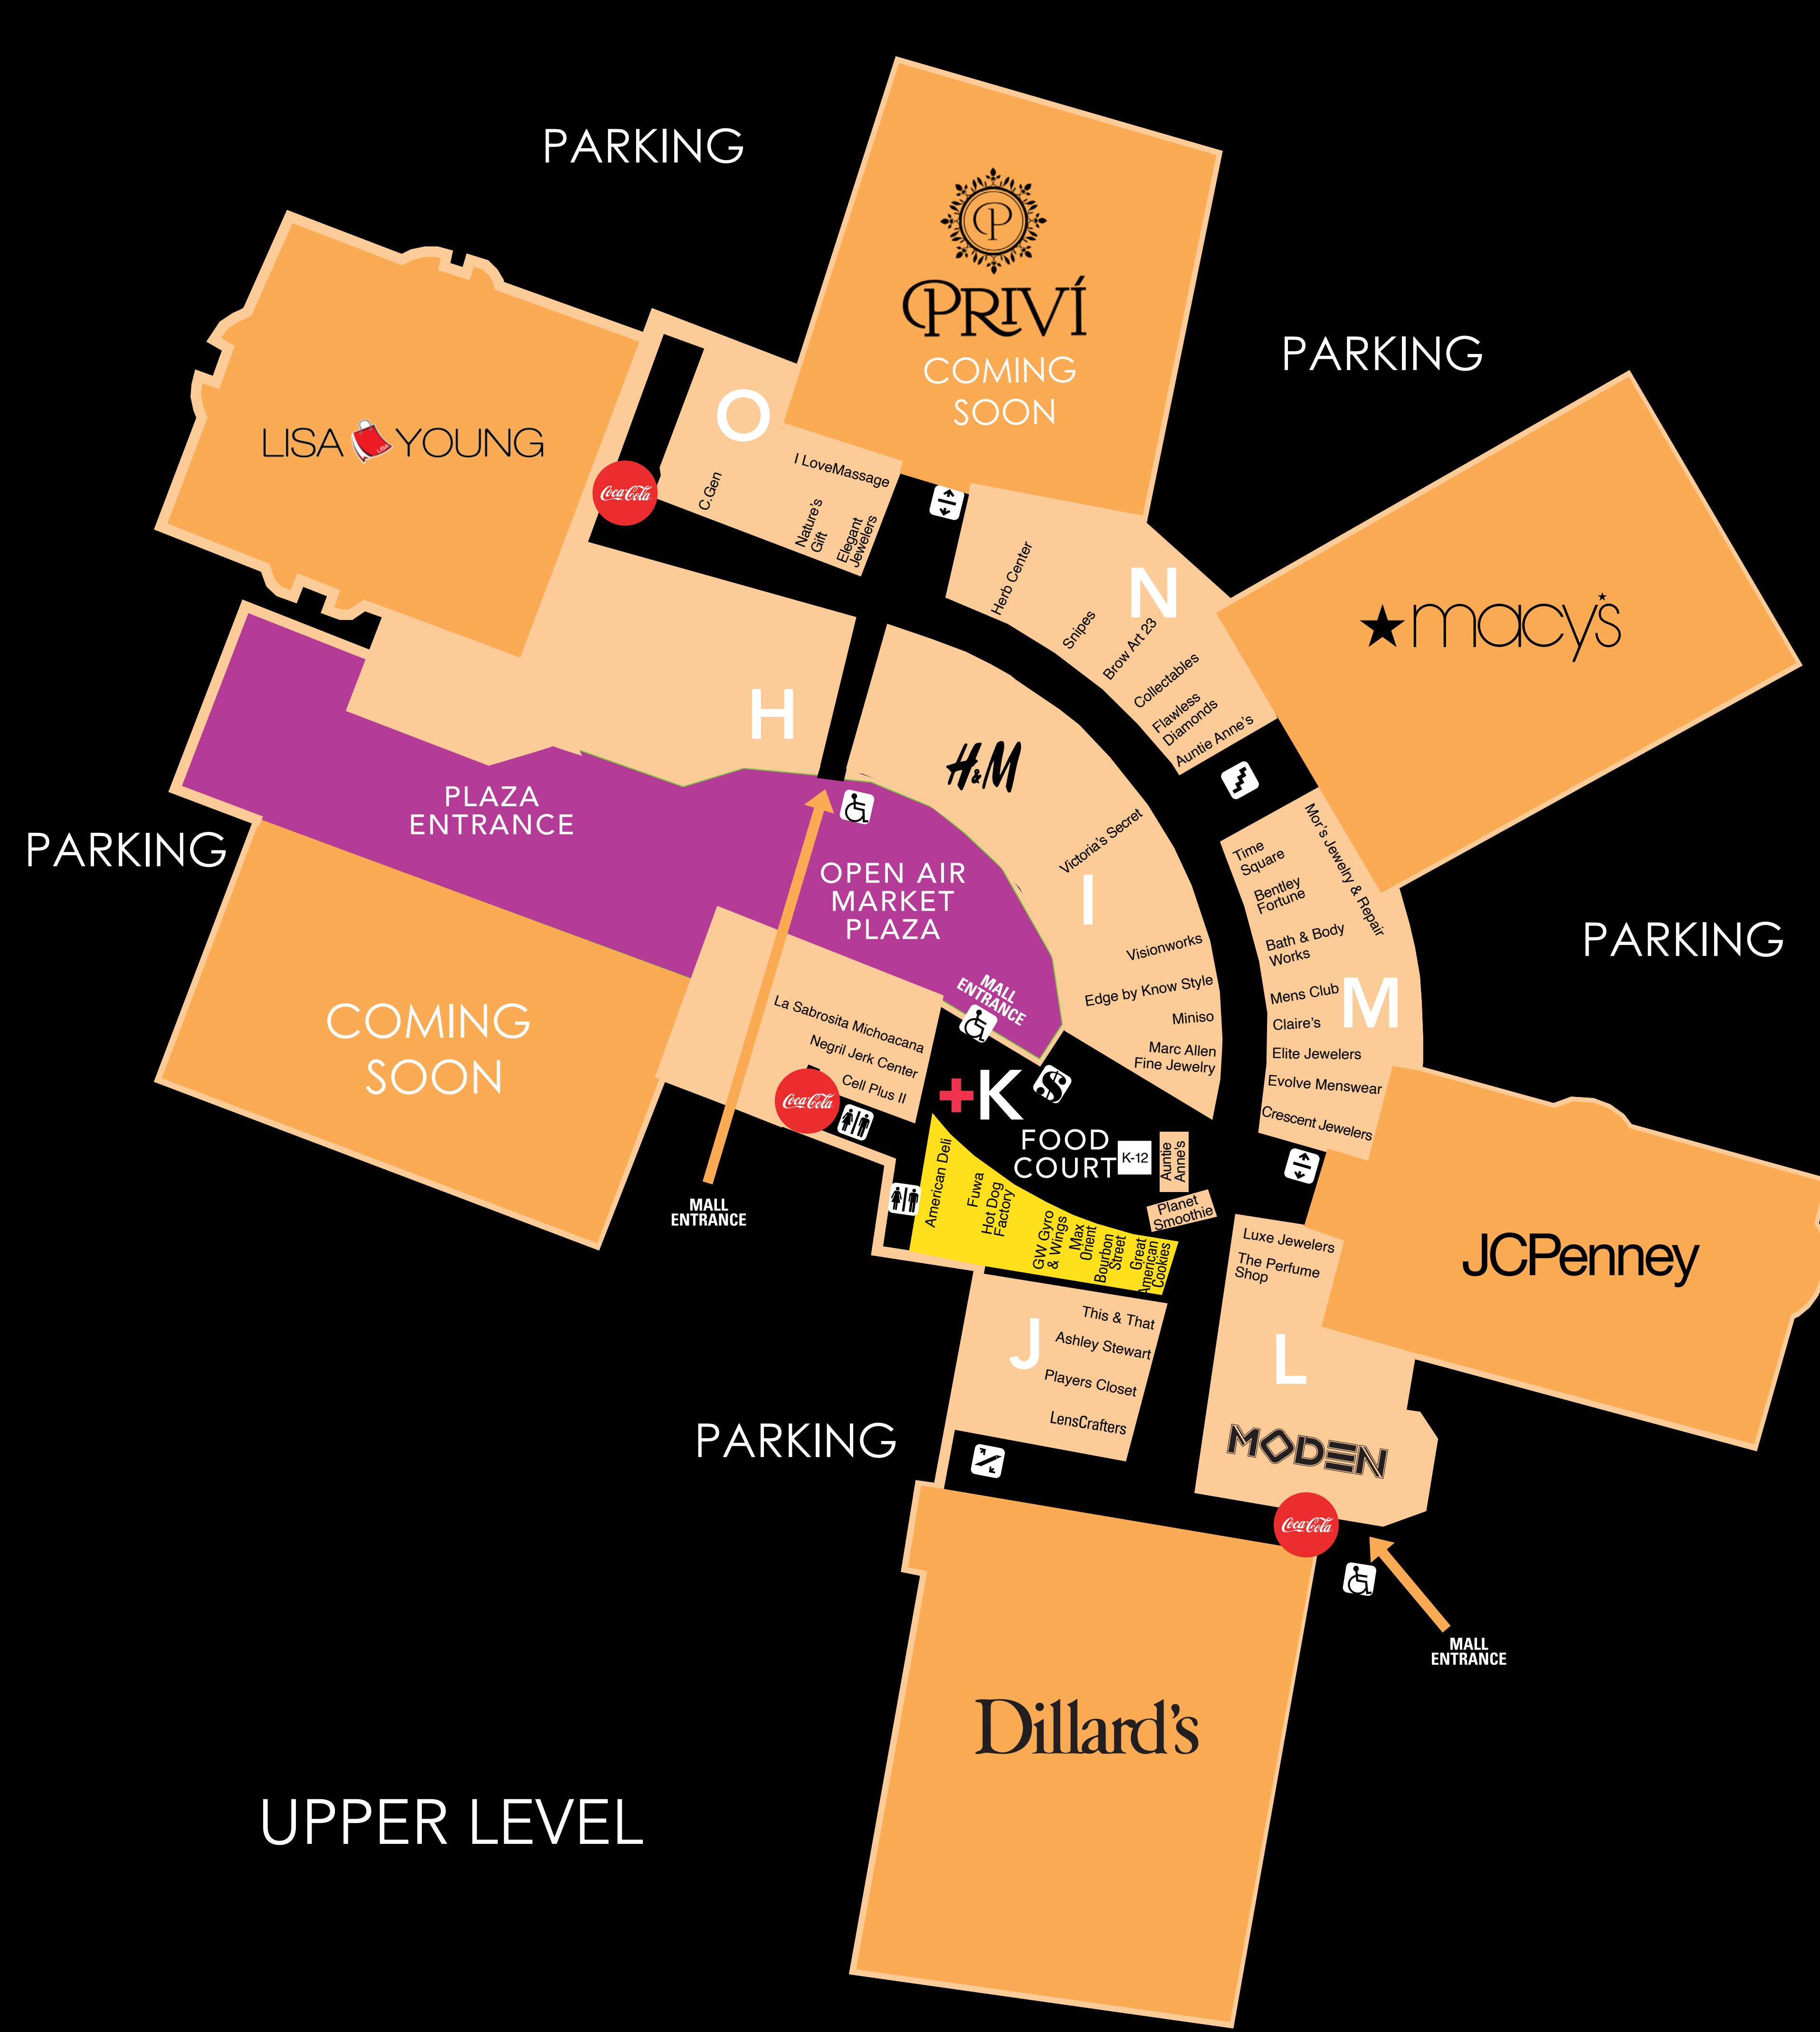 PARKING
P
PRIVÍ
COMING
SOON
PARKING
LISA YOUNG
O
I LoveMassage
C.Gen
Nature's
Gift
Elegant
Jewelers
Coca-Cola
Herb Center
N
Snipes
Brow Art 23
Collectables
Flawless
Diamonds
Auntie Anne's
★macy's
H
H&M
PLAZA
ENTRANCE
PARKING
OPEN AIR
MARKET
PLAZA
MALL
ENTRANCE
Victoria's Secret
I
Visionworks
Edge by Know Style
Miniso
Marc Allen
Fine Jewelry
Mor's Jewelry & Repair
Time
Square
Bentley
Fortune
Bath & Body
Works
Mens Club
M
Claire's
Elite Jewelers
Evolve Menswear
Crescent Jewelers
PARKING
COMING
SOON
La Sabrosita Michoacana
Negril Jerk Center
Cell Plus II
Coca-Cola
+K
$
FOOD
COURT
K-12
Auntie
Anne's
Planet
Smoothie
MALL
ENTRANCE
American Deli
Fuwa
Hot Dog
Factory
GW Gyro
& Wings
Max
Orient
Bourbon
Street
Great
American
Cookies
Luxe Jewelers
The Perfume
Shop
JCPenney
J
This & That
Ashley Stewart
Players Closet
LensCrafters
L
MODEN
PARKING
Coca-Cola
MALL
ENTRANCE
Dillard's
UPPER LEVEL